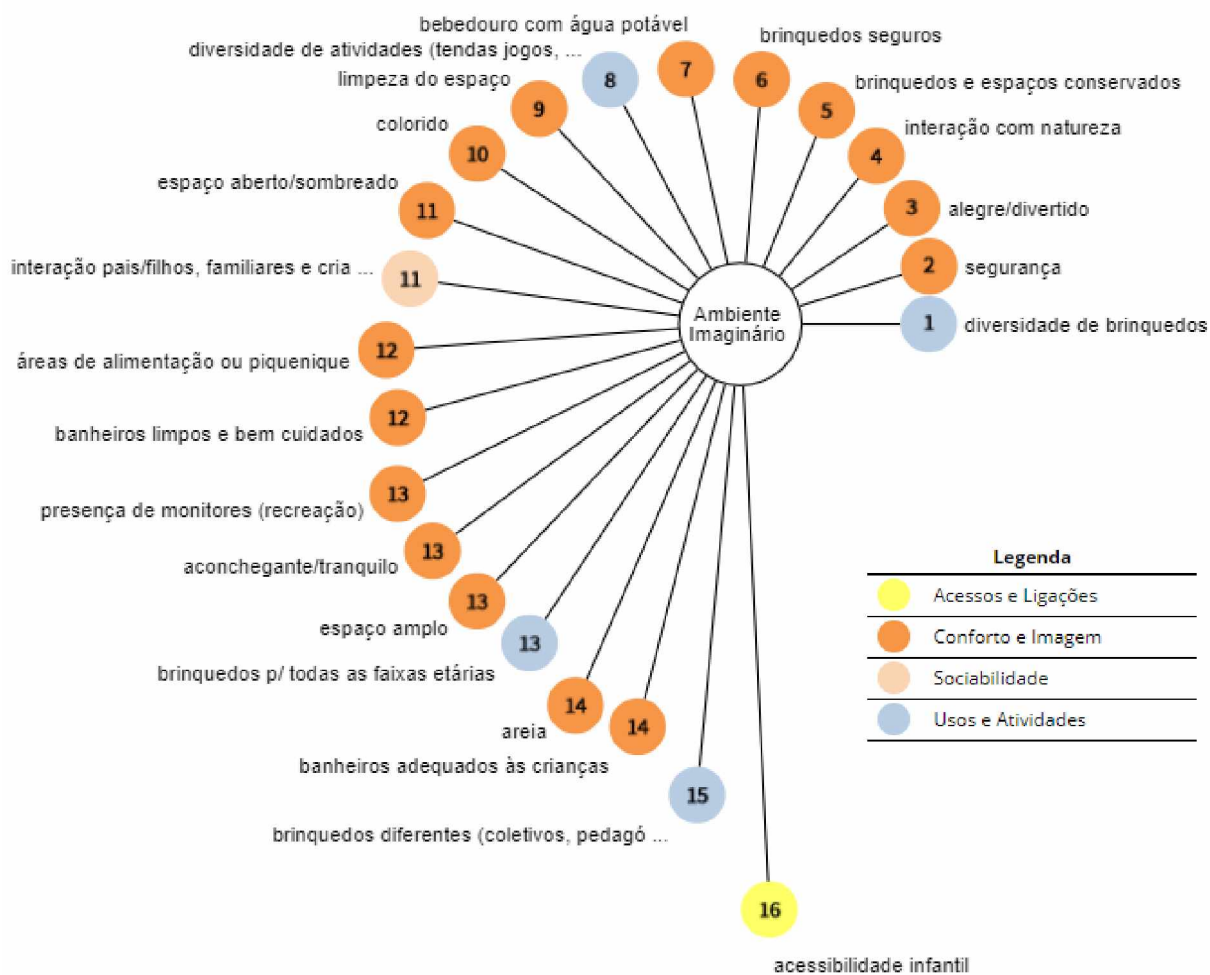 bebedouro com água potável
7
brinquedos seguros
6
diversidade de atividades (tendas jogos, ...
8
limpeza do espaço
9
brinquedos e espaços conservados
5
colorido
10
interação com natureza
4
espaço aberto/sombreado
11
alegre/divertido
3
interação pais/filhos, familiares e cria ...
11
segurança
2
Ambiente
Imaginário
diversidade de brinquedos
1
áreas de alimentação ou piquenique
12
banheiros limpos e bem cuidados
12
presença de monitores (recreação)
13
aconchegante/tranquilo
13
espaço amplo
13
brinquedos p/ todas as faixas etárias
13
areia
14
banheiros adequados às crianças
14
brinquedos diferentes (coletivos, pedagó ...
15
16
acessibilidade infantil
Legenda
Acessos e Ligações
Conforto e Imagem
Sociabilidade
Usos e Atividades